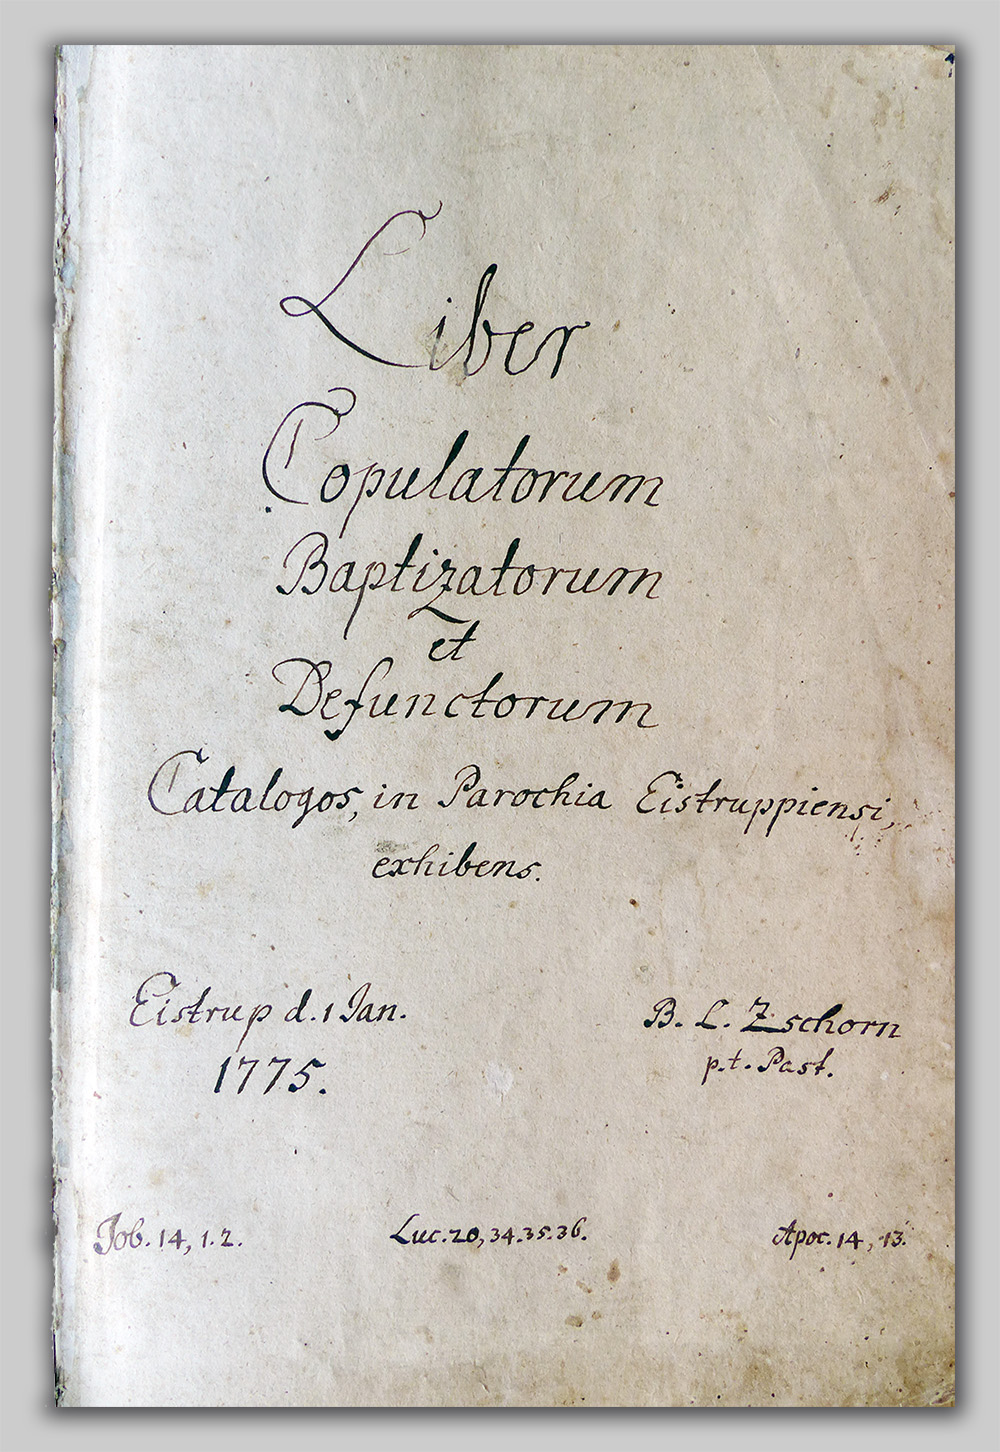 Liber
Copulatorum
Baptizatorum
et
Defunctorum
Catalogos, in Parochia Eistruppiensi,
exhibens.
Eistrup d. 1 Jan.
1775.
B. L. Zschorn
p. t. Past.
Job. 14, 1. 2.
Luc. 20, 34. 35. 36.
Apoc. 14, 13.